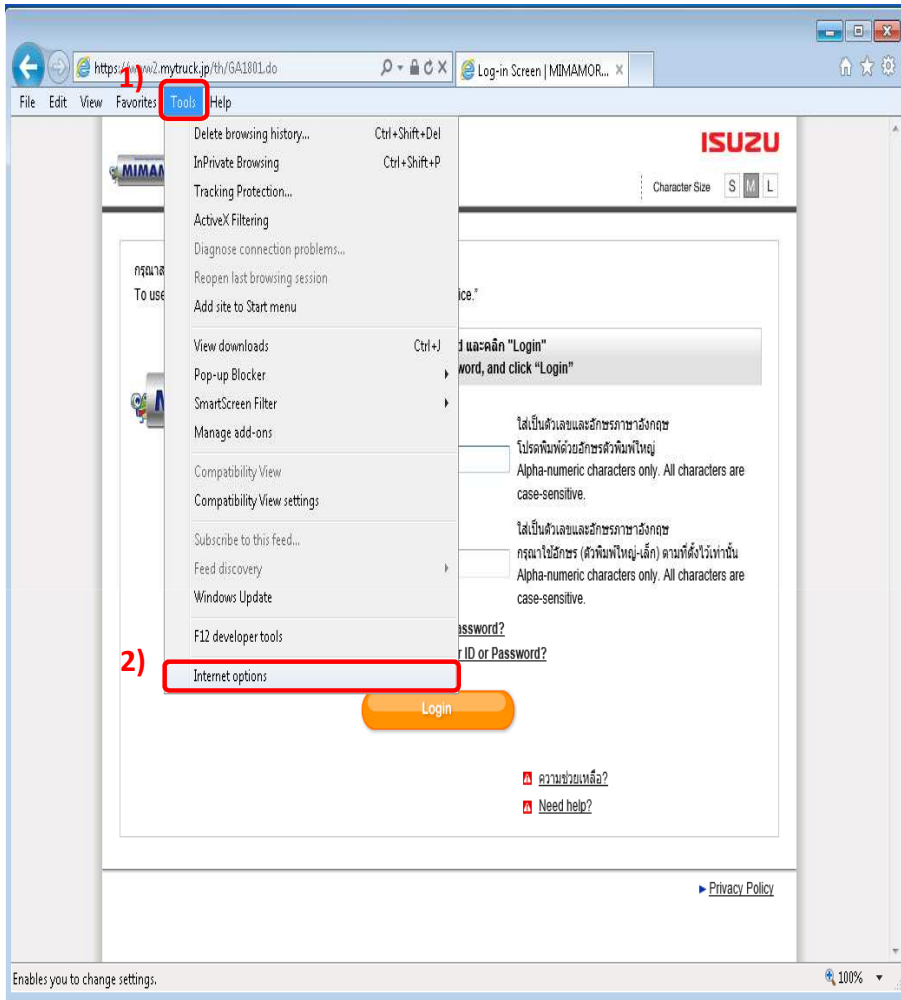 https://www2.mytruck.jp/th/GA1801.do
Log-in Screen | MIMAMOR...
1)
File Edit View Favorites Tools Help
Delete browsing history... Ctrl+Shift+Del
InPrivate Browsing Ctrl+Shift+P
Tracking Protection...
ActiveX Filtering
Diagnose connection problems...
Reopen last browsing session
Add site to Start menu
View downloads Ctrl+J
Pop-up Blocker
SmartScreen Filter
Manage add-ons
Compatibility View
Compatibility View settings
Subscribe to this feed...
Feed discovery
Windows Update
F12 developer tools
2)
Internet options
ISUZU
MIMAM
Character Size S M L
กรุณาส
To use
ice."
และคลิก "Login"
word, and click “Login”
ใส่เป็นตัวเลขและอักษรภาษาอังกฤษ
โปรดพิมพ์ด้วยอักษรตัวพิมพ์ใหญ่
Alpha-numeric characters only. All characters are
case-sensitive.
ใส่เป็นตัวเลขและอักษรภาษาอังกฤษ
กรุณาใช้อักษร (ตัวพิมพ์ใหญ่-เล็ก) ตามที่ตั้งไว้เท่านั้น
Alpha-numeric characters only. All characters are
case-sensitive.
assword?
r ID or Password?
Login
ความช่วยเหลือ?
Need help?
Privacy Policy
Enables you to change settings.
100%